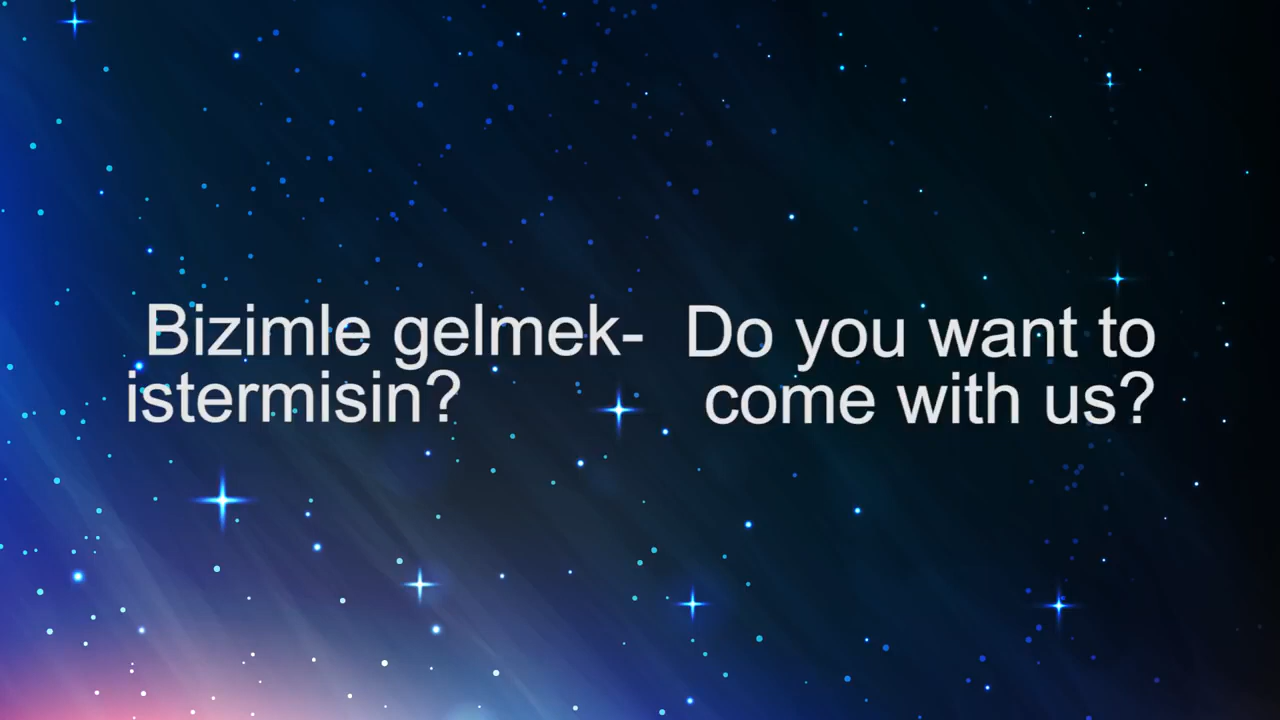 Bizimle gelmek-
istermisin?
Do you want to
come with us?